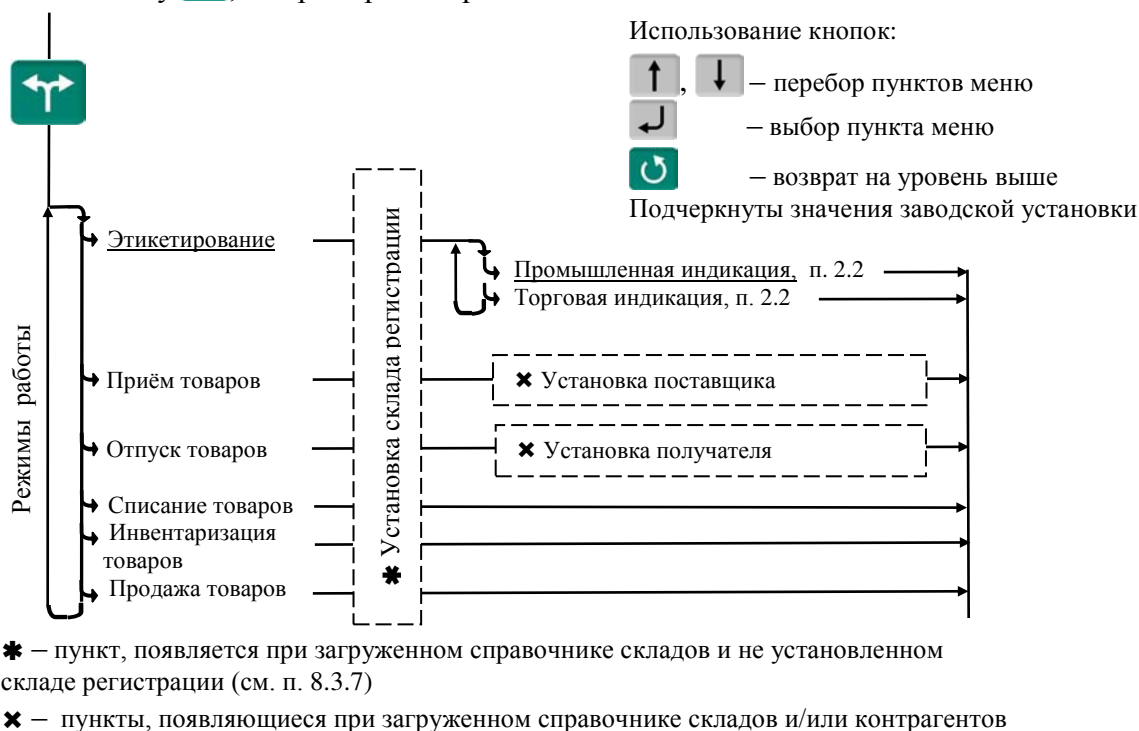 Использование кнопок:
, – перебор пунктов меню
– выбор пункта меню
– возврат на уровень выше
Подчеркнуты значения заводской установки
Режимы работы
Этикетирование
✱ Установка склада регистрации
Промышленная индикация, п. 2.2
Торговая индикация, п. 2.2
Приём товаров
✖ Установка поставщика
Отпуск товаров
✖ Установка получателя
Списание товаров
Инвентаризация
товаров
Продажа товаров
✱ – пункт, появляется при загруженном справочнике складов и не установленном
складе регистрации (см. п. 8.3.7)
✖ – пункты, появляющиеся при загруженном справочнике складов и/или контрагентов